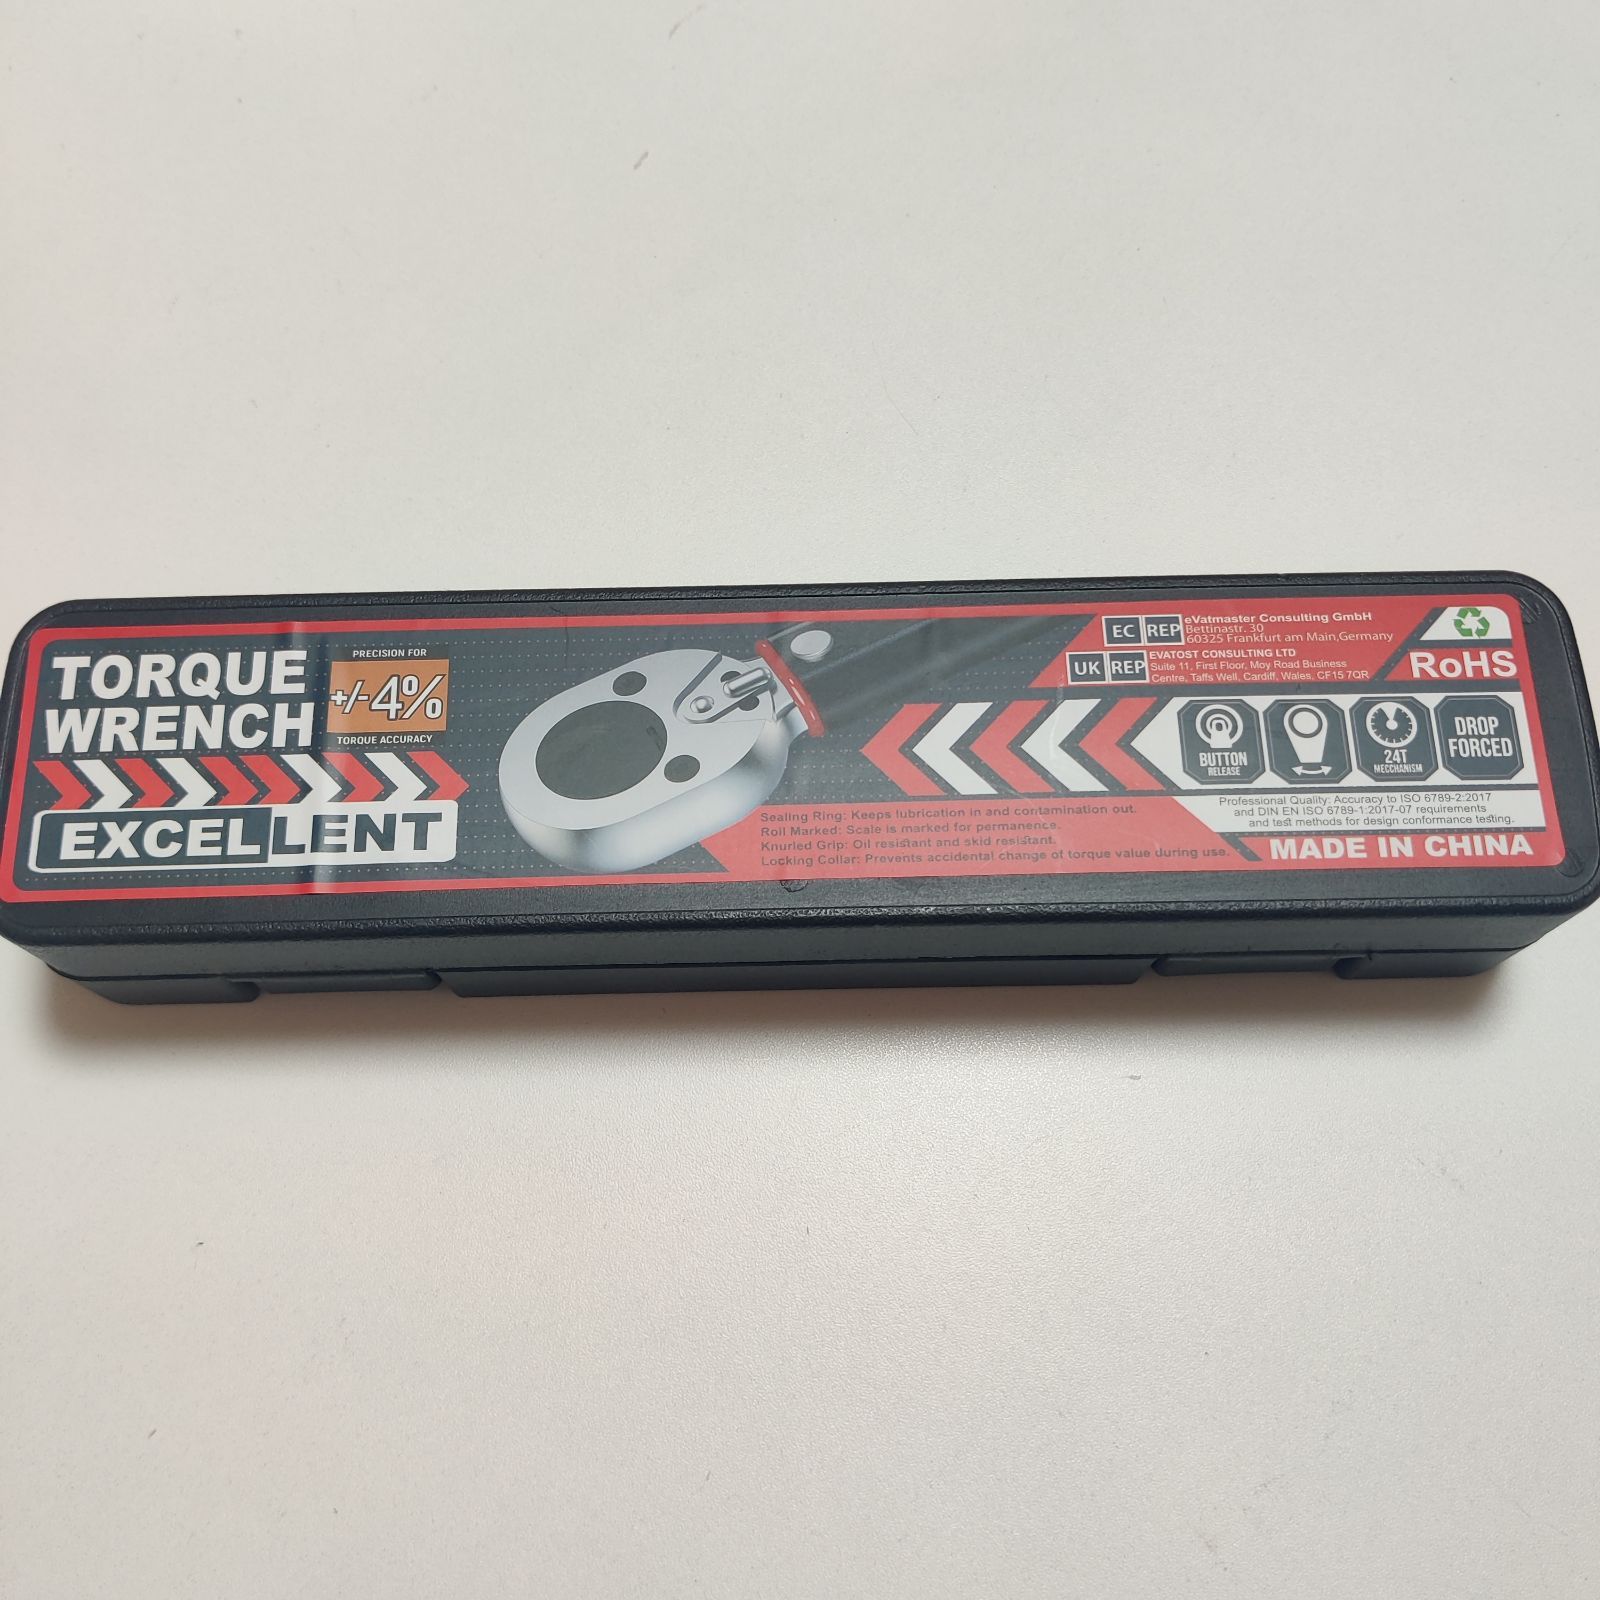 TORQUE
WRENCH
PRECISION FOR
+/-4%
TORQUE ACCURACY
EXCELLENT
EC REP
eVatmaster Consulting GmbH
Bettinastr. 30
60325 Frankfurt am Main,Germany
UK REP
EVATOST CONSULTING LTD
Suite 11, First Floor, Moy Road Business
Centre, Taffs Well, Cardiff, Wales, CF15 7QR
RoHS
BUTTON
RELEASE
24T
MECCHANISM
DROP
FORCED
Sealing Ring: Keeps lubrication in and contamination out.
Roll Marked: Scale is marked for permanence.
Knurled Grip: Oil resistant and skid resistant.
Locking Collar: Prevents accidental change of torque value during use.
Professional Quality: Accuracy to ISO 6789-2:2017
and DIN EN ISO 6789-1:2017-07 requirements
and test methods for design conformance testing.
MADE IN CHINA